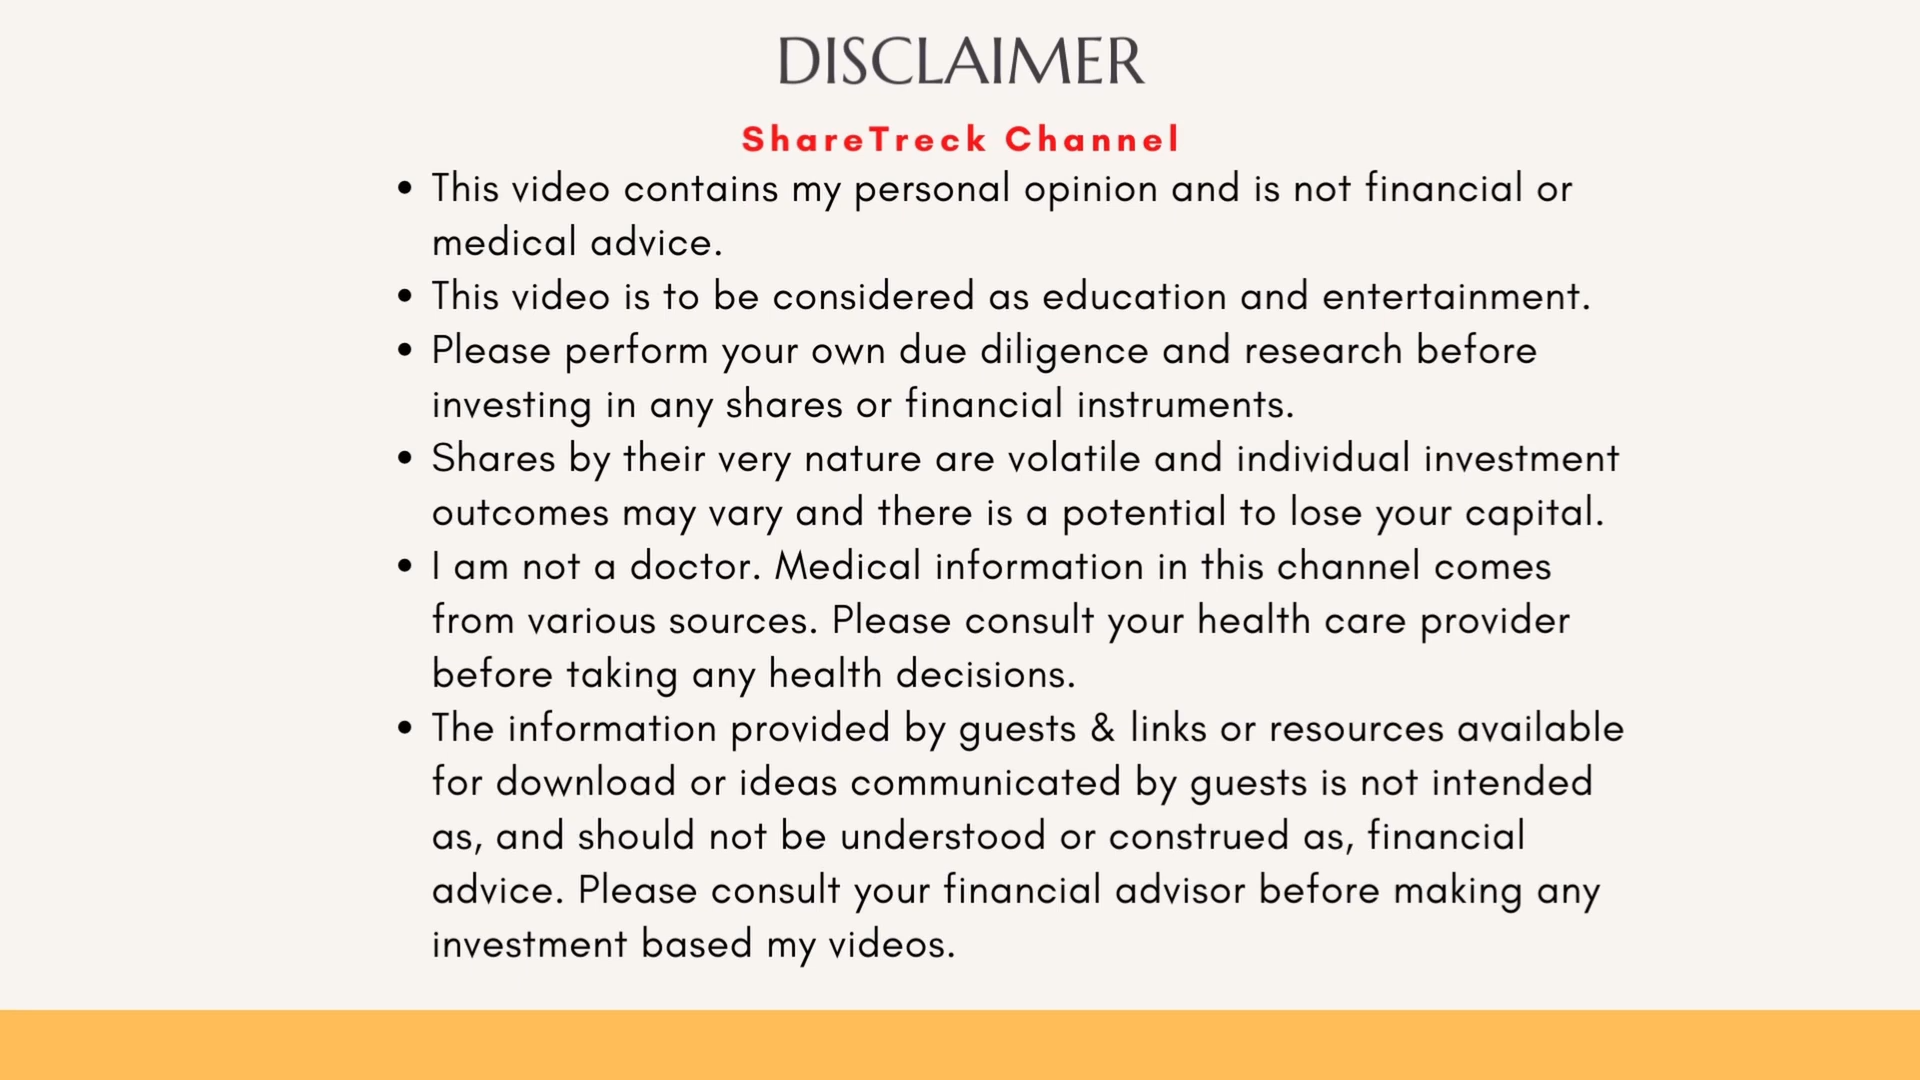 DISCLAIMER
ShareTreck Channel
• This video contains my personal opinion and is not financial or
medical advice.
• This video is to be considered as education and entertainment.
• Please perform your own due diligence and research before
investing in any shares or financial instruments.
• Shares by their very nature are volatile and individual investment
outcomes may vary and there is a potential to lose your capital.
• I am not a doctor. Medical information in this channel comes
from various sources. Please consult your health care provider
before taking any health decisions.
• The information provided by guests & links or resources available
for download or ideas communicated by guests is not intended
as, and should not be understood or construed as, financial
advice. Please consult your financial advisor before making any
investment based my videos.